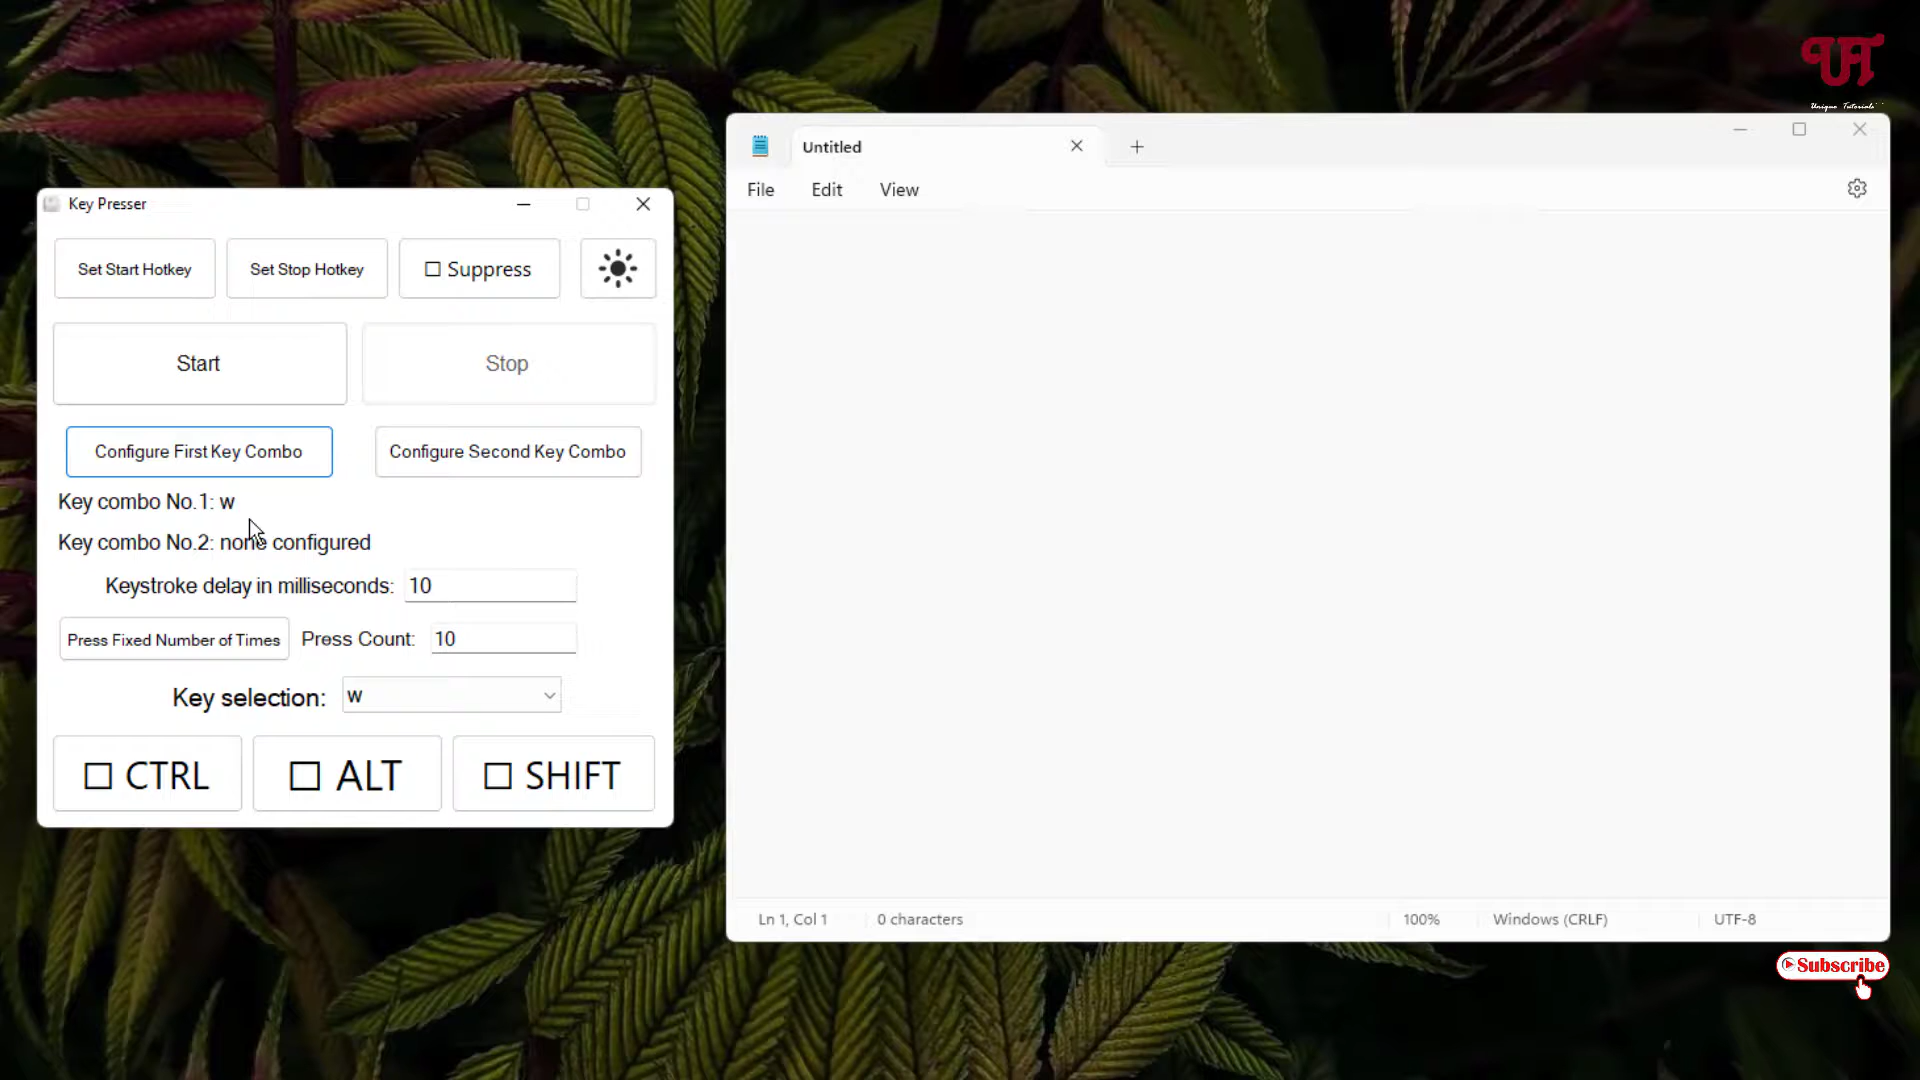 UT
Unique Tutorials
Untitled
File Edit View
Key Presser
Set Start Hotkey Set Stop Hotkey Suppress
Start Stop
Configure First Key Combo Configure Second Key Combo
Key combo No.1: w
Key combo No.2: none configured
Keystroke delay in milliseconds: 10
Press Fixed Number of Times Press Count: 10
Key selection: w
CTRL ALT SHIFT
Ln 1, Col 1 0 characters 100% Windows (CRLF) UTF-8
Subscribe